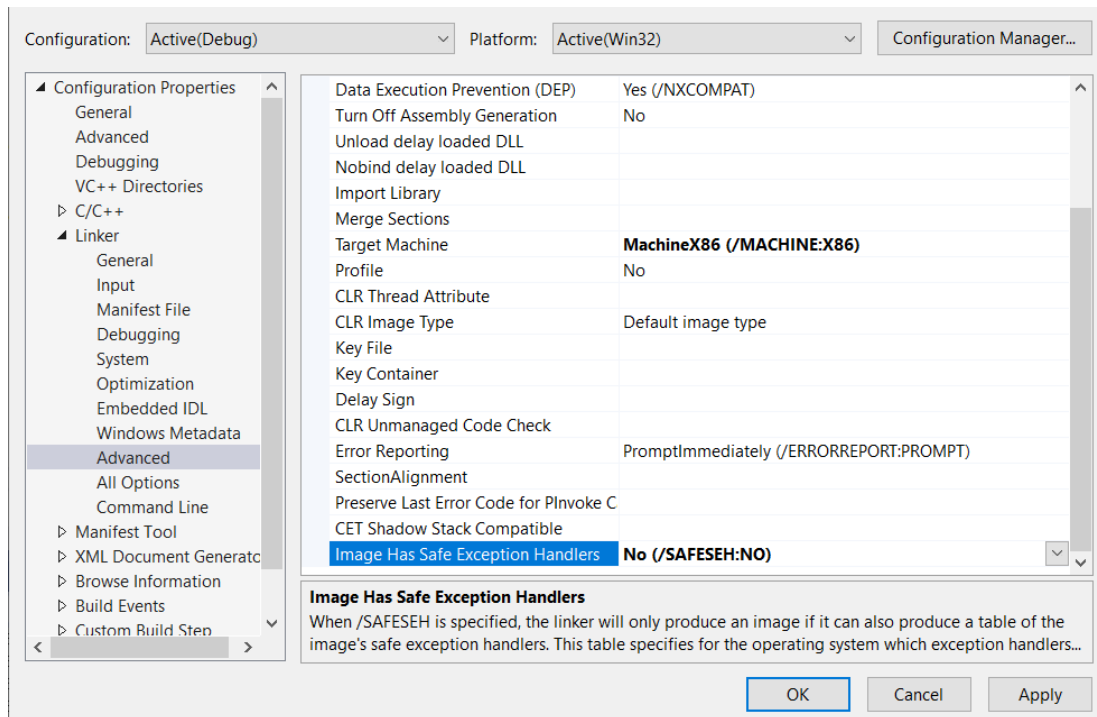 Configuration: Active(Debug) Platform: Active(Win32) Configuration Manager...
Configuration Properties
General
Advanced
Debugging
VC++ Directories
C/C++
Linker
General
Input
Manifest File
Debugging
System
Optimization
Embedded IDL
Windows Metadata
Advanced
All Options
Command Line
Manifest Tool
XML Document Generato
Browse Information
Build Events
Custom Build Step
Data Execution Prevention (DEP) Yes (/NXCOMPAT)
Turn Off Assembly Generation No
Unload delay loaded DLL
Nobind delay loaded DLL
Import Library
Merge Sections
Target Machine MachineX86 (/MACHINE:X86)
Profile No
CLR Thread Attribute
CLR Image Type Default image type
Key File
Key Container
Delay Sign
CLR Unmanaged Code Check
Error Reporting PromptImmediately (/ERRORREPORT:PROMPT)
SectionAlignment
Preserve Last Error Code for PInvoke C
CET Shadow Stack Compatible
Image Has Safe Exception Handlers No (/SAFESEH:NO)
Image Has Safe Exception Handlers
When /SAFESEH is specified, the linker will only produce an image if it can also produce a table of the
image's safe exception handlers. This table specifies for the operating system which exception handlers...
OK Cancel Apply